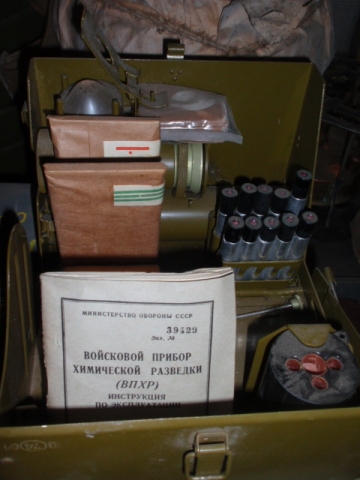 МИНИСТЕРСТВО ОБОРОНЫ СССР
39429
Экз. №
ВОЙСКОВОЙ ПРИБОР
ХИМИЧЕСКОЙ РАЗВЕДКИ
(ВПХР)
ИНСТРУКЦИЯ
ПО ЭКСПЛУАТАЦИИ